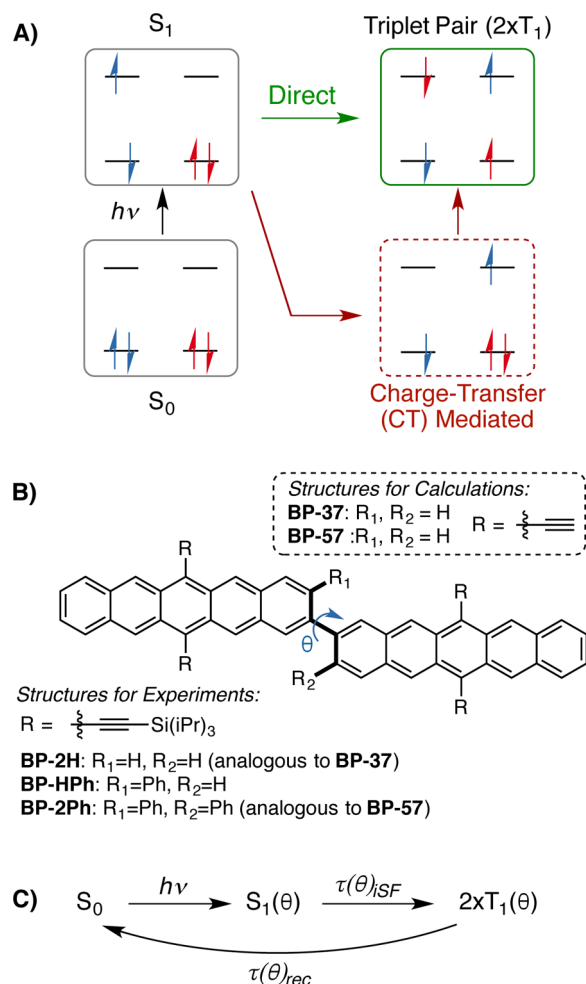 A)
S₁
Triplet Pair (2xT₁)
Direct
hν
S₀
Charge-Transfer
(CT) Mediated
B)
Structures for Calculations:
BP-37: R₁, R₂ = H
BP-57 :R₁, R₂ = H
R =
R
R
R₁
θ
R₂
R
R
Structures for Experiments:
R = Si(iPr)₃
BP-2H: R₁=H, R₂=H (analogous to BP-37)
BP-HPh: R₁=Ph, R₂=H
BP-2Ph: R₁=Ph, R₂=Ph (analogous to BP-57)
C)
S₀ hν S₁(θ) τ(θ)iSF 2xT₁(θ)
τ(θ)rec